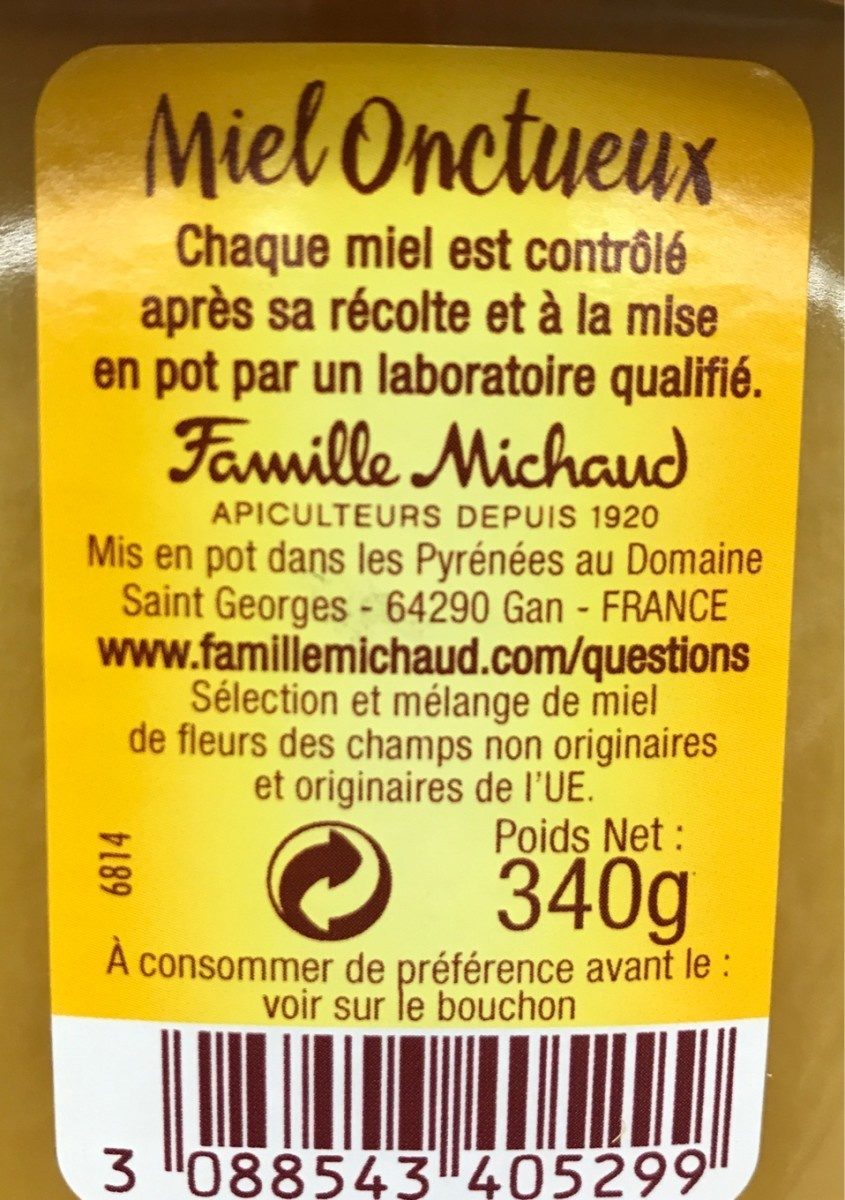 Miel Onctueux
Chaque miel est contrôlé
après sa récolte et à la mise
en pot par un laboratoire qualifié.
Famille Michaud
APICULTEURS DEPUIS 1920
Mis en pot dans les Pyrénées au Domaine
Saint Georges - 64290 Gan - FRANCE
www.famillemichaud.com/questions
Sélection et mélange de miel
de fleurs des champs non originaires
et originaires de l'UE.
6814
Poids Net :
340g
À consommer de préférence avant le :
voir sur le bouchon
3 088543 405299